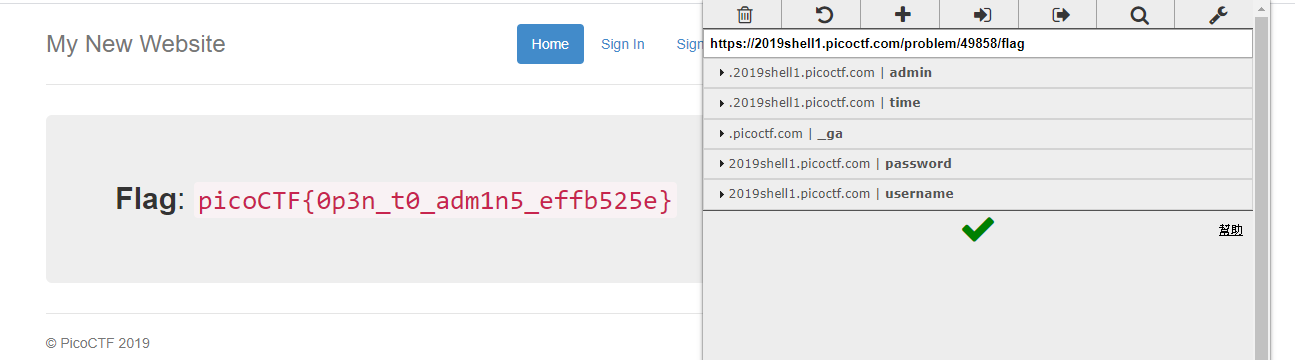 My New Website
Home
Sign In
Sign
Flag: picoCTF{0p3n_t0_adm1n5_effb525e}
© PicoCTF 2019
https://2019shell1.picoctf.com/problem/49858/flag
.2019shell1.picoctf.com | admin
.2019shell1.picoctf.com | time
.picoctf.com | _ga
2019shell1.picoctf.com | password
2019shell1.picoctf.com | username
幫助